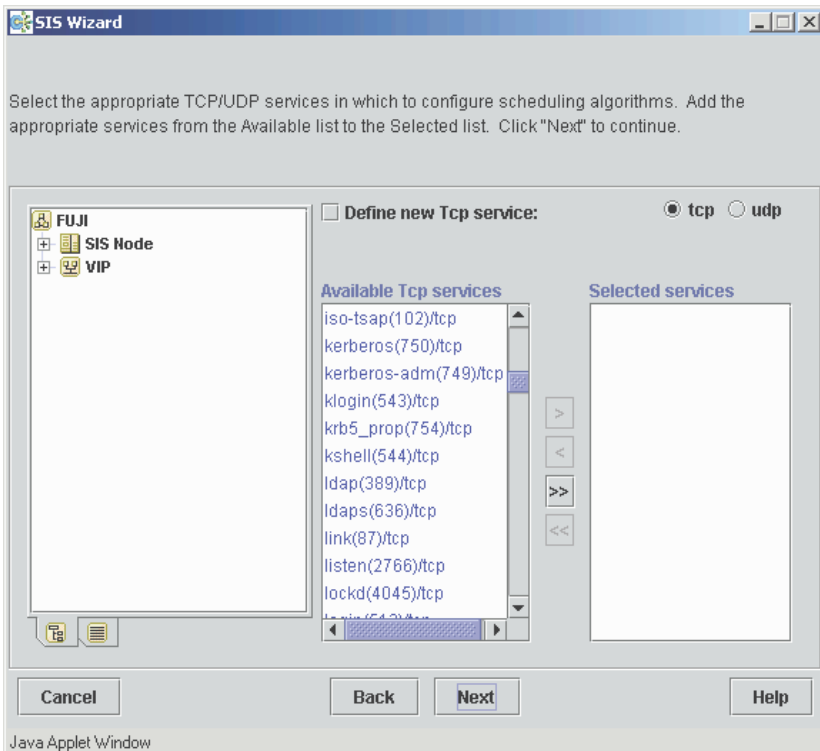 SIS Wizard
Select the appropriate TCP/UDP services in which to configure scheduling algorithms. Add the
appropriate services from the Available list to the Selected list. Click "Next" to continue.
FUJI
SIS Node
VIP
Define new Tcp service:
tcp
udp
Available Tcp services
Selected services
iso-tsap(102)/tcp
kerberos(750)/tcp
kerberos-adm(749)/tcp
klogin(543)/tcp
krb5_prop(754)/tcp
kshell(544)/tcp
ldap(389)/tcp
ldaps(636)/tcp
link(87)/tcp
listen(2766)/tcp
lockd(4045)/tcp
>
<
>>
<<
Cancel
Back
Next
Help
Java Applet Window